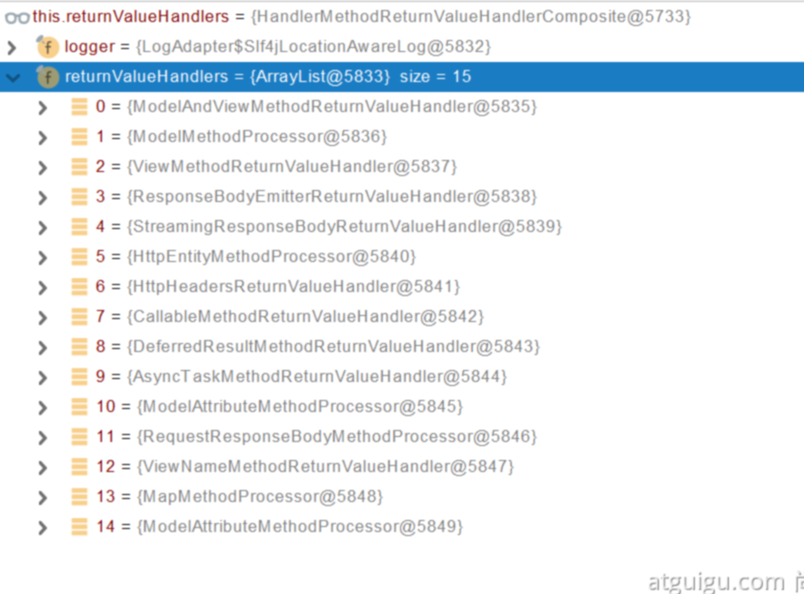 this.returnValueHandlers = {HandlerMethodReturnValueHandlerComposite@5733}
f logger = {LogAdapter$Slf4jLocationAwareLog@5832}
f returnValueHandlers = {ArrayList@5833} size = 15
0 = {ModelAndViewMethodReturnValueHandler@5835}
1 = {ModelMethodProcessor@5836}
2 = {ViewMethodReturnValueHandler@5837}
3 = {ResponseBodyEmitterReturnValueHandler@5838}
4 = {StreamingResponseBodyReturnValueHandler@5839}
5 = {HttpEntityMethodProcessor@5840}
6 = {HttpHeadersReturnValueHandler@5841}
7 = {CallableMethodReturnValueHandler@5842}
8 = {DeferredResultMethodReturnValueHandler@5843}
9 = {AsyncTaskMethodReturnValueHandler@5844}
10 = {ModelAttributeMethodProcessor@5845}
11 = {RequestResponseBodyMethodProcessor@5846}
12 = {ViewNameMethodReturnValueHandler@5847}
13 = {MapMethodProcessor@5848}
14 = {ModelAttributeMethodProcessor@5849}
atguigu.com